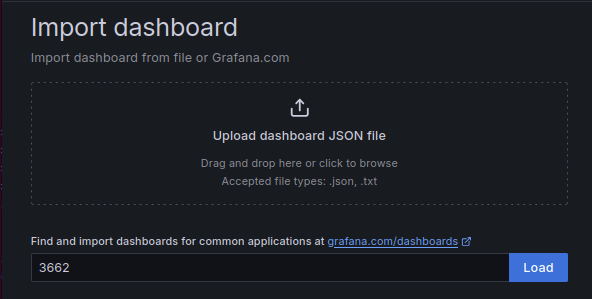 Import dashboard
Import dashboard from file or Grafana.com
Upload dashboard JSON file
Drag and drop here or click to browse
Accepted file types: .json, .txt
Find and import dashboards for common applications at grafana.com/dashboards
3662
Load